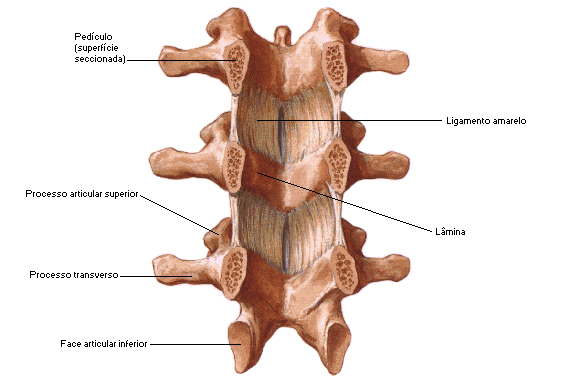 Pedículo
(superfície
seccionada)
Ligamento amarelo
Processo articular superior
Lâmina
Processo transverso
Face articular inferior